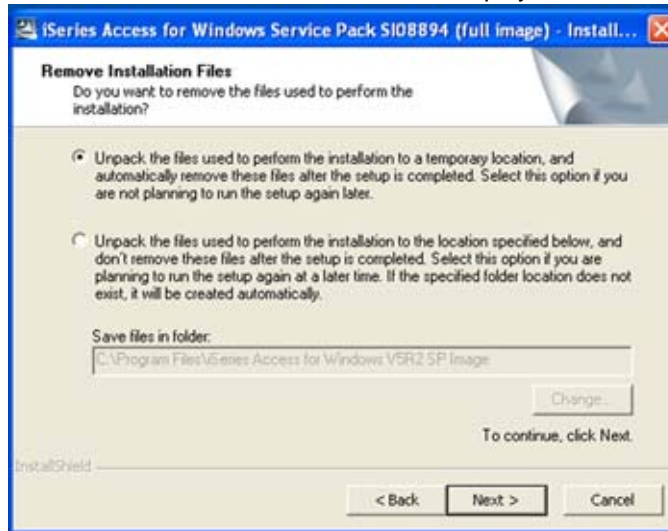 iSeries Access for Windows Service Pack SI08894 (full image) - Install...
Remove Installation Files
Do you want to remove the files used to perform the
installation?
Unpack the files used to perform the installation to a temporary location, and
automatically remove these files after the setup is completed. Select this option if you
are not planning to run the setup again later.
Unpack the files used to perform the installation to the location specified below, and
don't remove these files after the setup is completed. Select this option if you are
planning to run the setup again at a later time. If the specified folder location does not
exist, it will be created automatically.
Save files in folder:
C:\Program Files\iSeries Access for Windows V5R2 SP Image
Change...
To continue, click Next.
InstallShield
< Back
Next >
Cancel